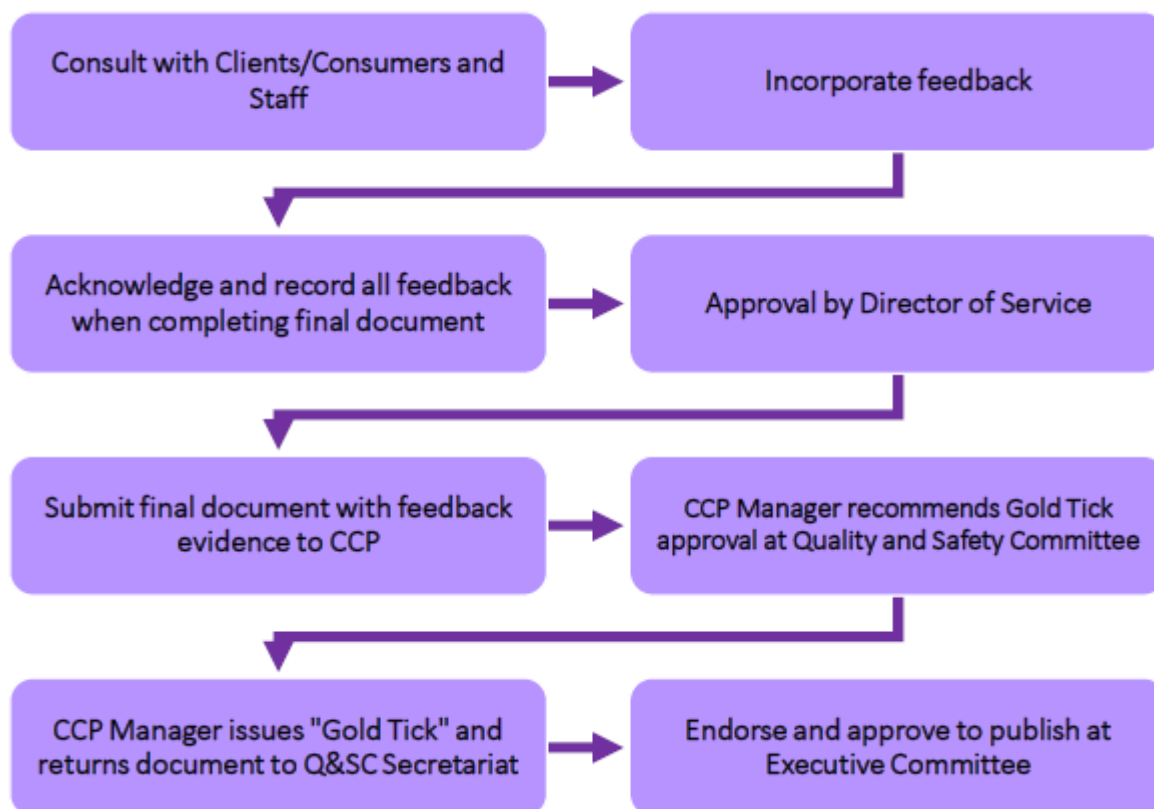 Consult with Clients/Consumers and
Staff
Incorporate feedback
Acknowledge and record all feedback
when completing final document
Approval by Director of Service
Submit final document with feedback
evidence to CCP
CCP Manager recommends Gold Tick
approval at Quality and Safety Committee
CCP Manager issues "Gold Tick" and
returns document to Q&SC Secretariat
Endorse and approve to publish at
Executive Committee